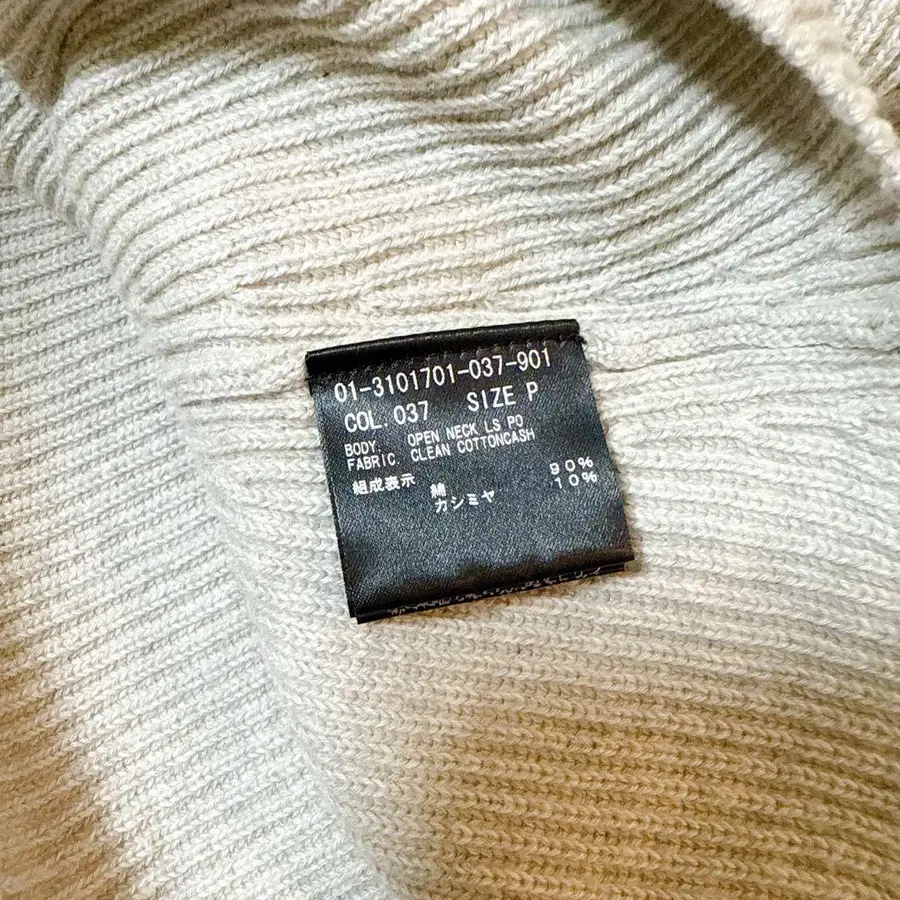 01-3101701-037-901
COL. 037 SIZE P
BODY. OPEN NECK LS PO
FABRIC. CLEAN COTTONCASH
組成表示 綿 90%
カシミヤ 10%